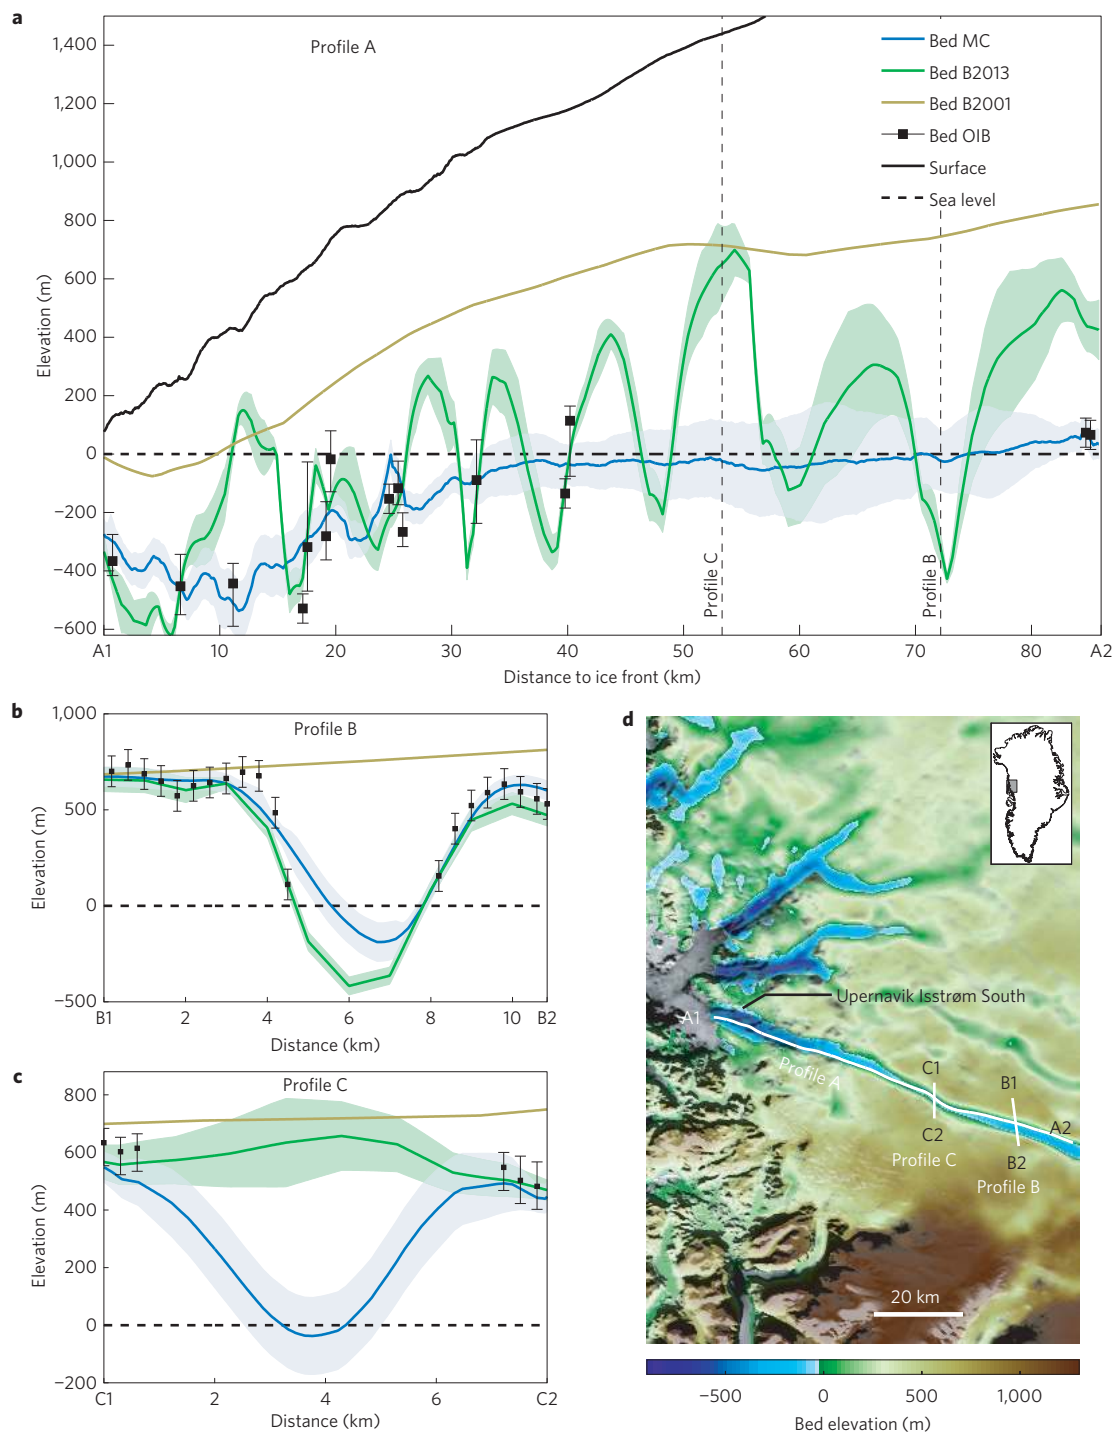 a
Profile A
Bed MC
Bed B2013
Bed B2001
Bed OIB
Surface
Sea level
Elevation (m)
1,400
1,200
1,000
800
600
400
200
0
−200
−400
−600
Profile C
Profile B
A1
10
20
30
40
50
60
70
80
A2
Distance to ice front (km)
b
Profile B
Elevation (m)
1,000
500
0
−500
B1
2
4
6
8
10
B2
Distance (km)
c
Profile C
Elevation (m)
800
600
400
200
0
−200
C1
2
4
6
C2
Distance (km)
d
Upernavik Isstrøm South
A1
Profile A
C1
B1
A2
C2
B2
Profile C
Profile B
20 km
−500
0
500
1,000
Bed elevation (m)